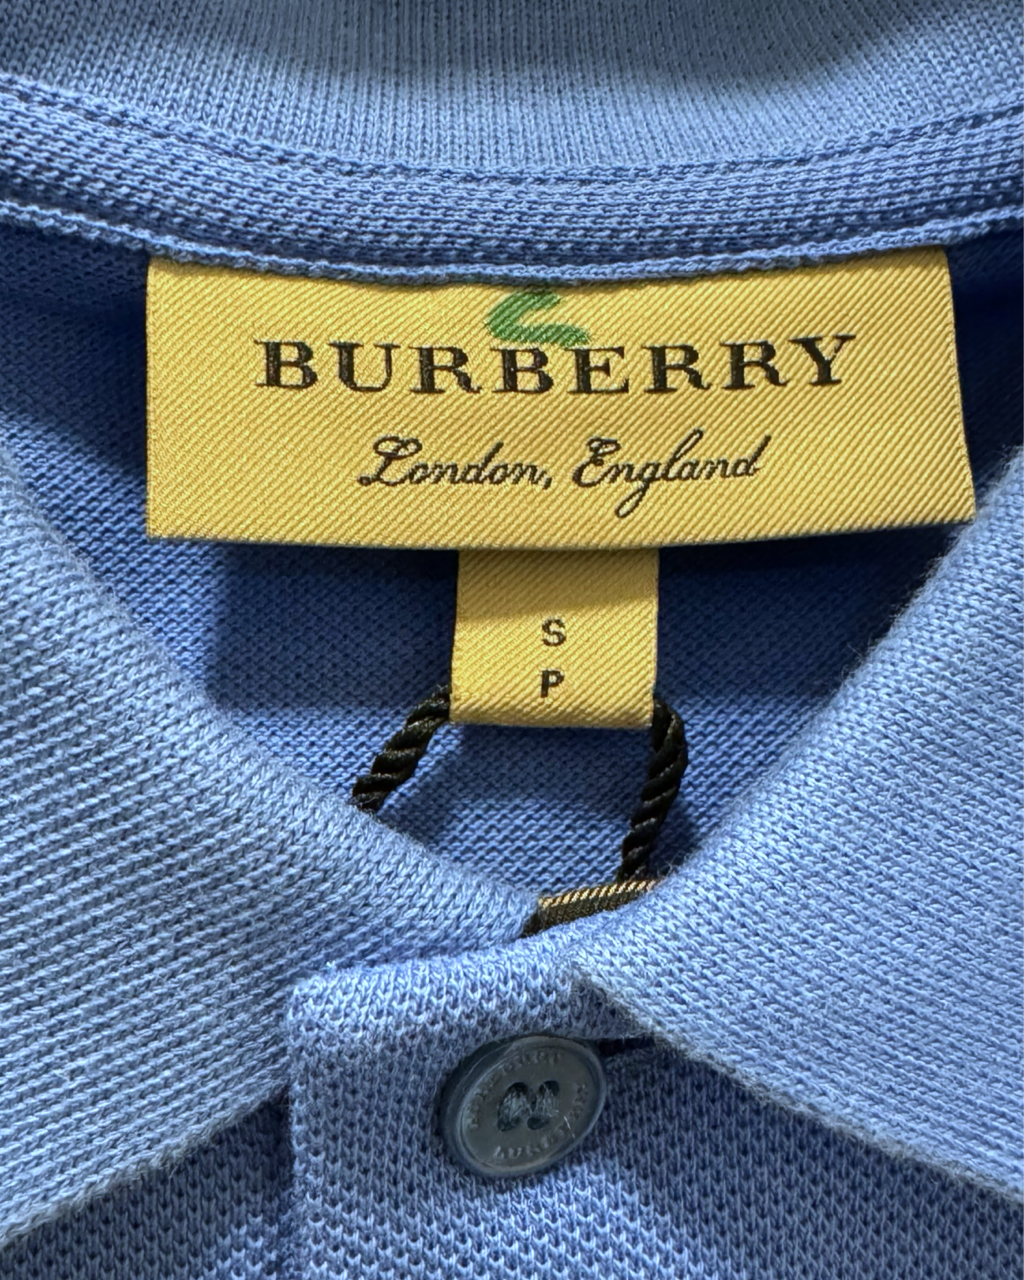 BURBERRY
London, England
S
P